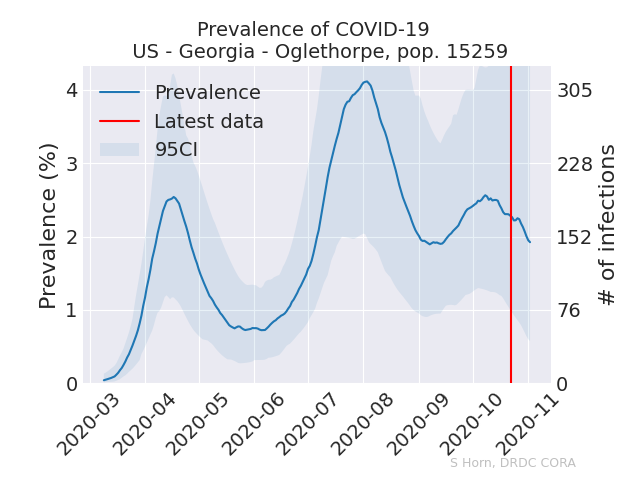 Prevalence of COVID-19
US - Georgia - Oglethorpe, pop. 15259
Prevalence
Latest data
95CI
Prevalence (%)
4
3
2
1
0
305
228
152
76
0
# of infections
2020-03
2020-04
2020-05
2020-06
2020-07
2020-08
2020-09
2020-10
2020-11
S Horn, DRDC CORA